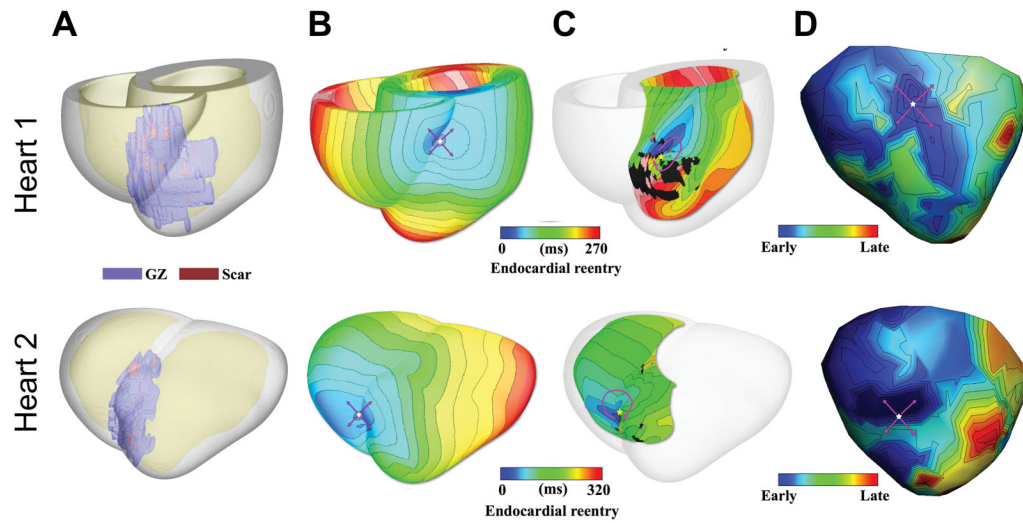 A
B
C
D
Heart 1
GZ
Scar
0
(ms)
270
Endocardial reentry
Early
Late
Heart 2
0
(ms)
320
Endocardial reentry
Early
Late